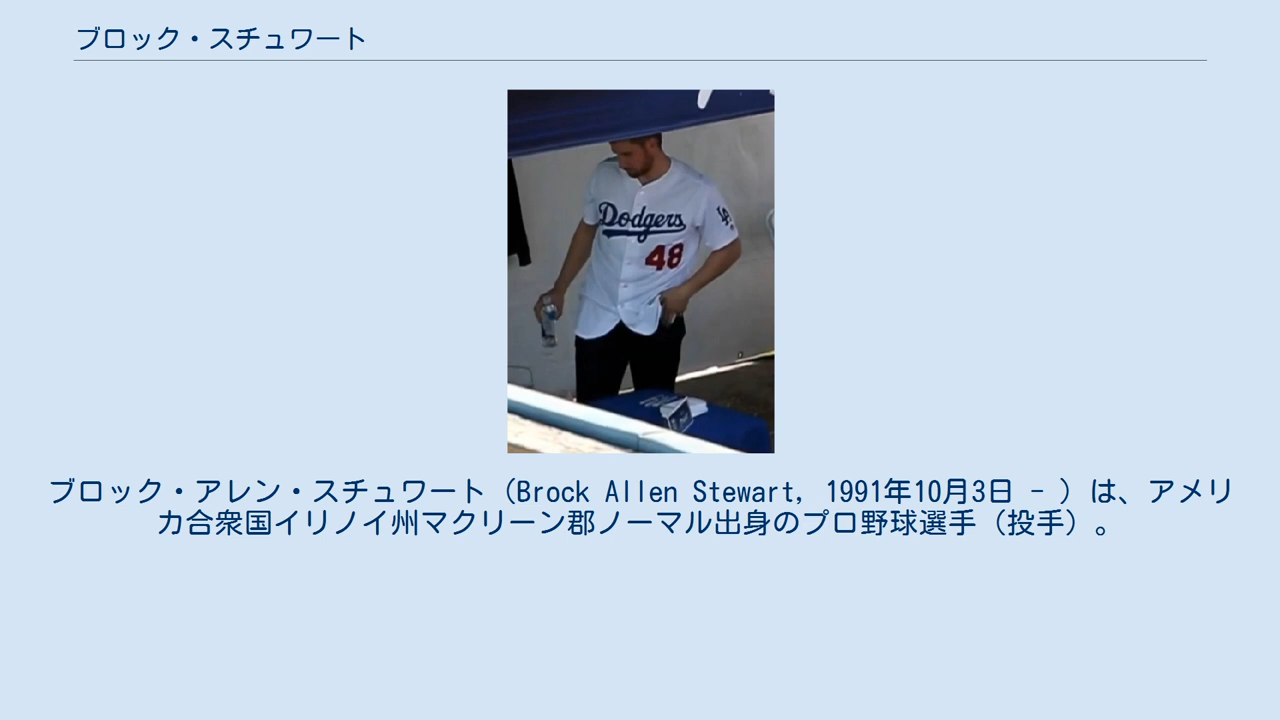 ブロック・スチュワート
Dodgers
LA
48
ブロック・アレン・スチュワート（Brock Allen Stewart, 1991年10月3日 - ）は、アメリ
カ合衆国イリノイ州マクリーン郡ノーマル出身のプロ野球選手（投手）。